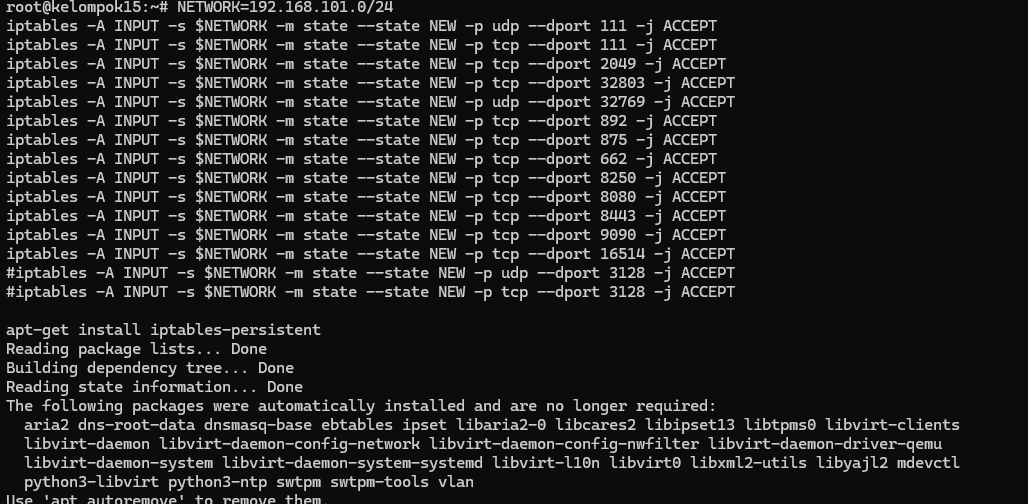 root@kelompok15:~# NETWORK=192.168.101.0/24
iptables -A INPUT -s $NETWORK -m state --state NEW -p udp --dport 111 -j ACCEPT
iptables -A INPUT -s $NETWORK -m state --state NEW -p tcp --dport 111 -j ACCEPT
iptables -A INPUT -s $NETWORK -m state --state NEW -p tcp --dport 2049 -j ACCEPT
iptables -A INPUT -s $NETWORK -m state --state NEW -p tcp --dport 32803 -j ACCEPT
iptables -A INPUT -s $NETWORK -m state --state NEW -p udp --dport 32769 -j ACCEPT
iptables -A INPUT -s $NETWORK -m state --state NEW -p tcp --dport 892 -j ACCEPT
iptables -A INPUT -s $NETWORK -m state --state NEW -p tcp --dport 875 -j ACCEPT
iptables -A INPUT -s $NETWORK -m state --state NEW -p tcp --dport 662 -j ACCEPT
iptables -A INPUT -s $NETWORK -m state --state NEW -p tcp --dport 8250 -j ACCEPT
iptables -A INPUT -s $NETWORK -m state --state NEW -p tcp --dport 8080 -j ACCEPT
iptables -A INPUT -s $NETWORK -m state --state NEW -p tcp --dport 8443 -j ACCEPT
iptables -A INPUT -s $NETWORK -m state --state NEW -p tcp --dport 9090 -j ACCEPT
iptables -A INPUT -s $NETWORK -m state --state NEW -p tcp --dport 16514 -j ACCEPT
#iptables -A INPUT -s $NETWORK -m state --state NEW -p udp --dport 3128 -j ACCEPT
#iptables -A INPUT -s $NETWORK -m state --state NEW -p tcp --dport 3128 -j ACCEPT

apt-get install iptables-persistent
Reading package lists... Done
Building dependency tree... Done
Reading state information... Done
The following packages were automatically installed and are no longer required:
  aria2 dns-root-data dnsmasq-base ebtables ipset libaria2-0 libcares2 libipset13 libtpms0 libvirt-clients
  libvirt-daemon libvirt-daemon-config-network libvirt-daemon-config-nwfilter libvirt-daemon-driver-qemu
  libvirt-daemon-system libvirt-daemon-system-systemd libvirt-l10n libvirt0 libxml2-utils libyajl2 mdevctl
  python3-libvirt python3-ntp swtpm swtpm-tools vlan
Use 'apt autoremove' to remove them.